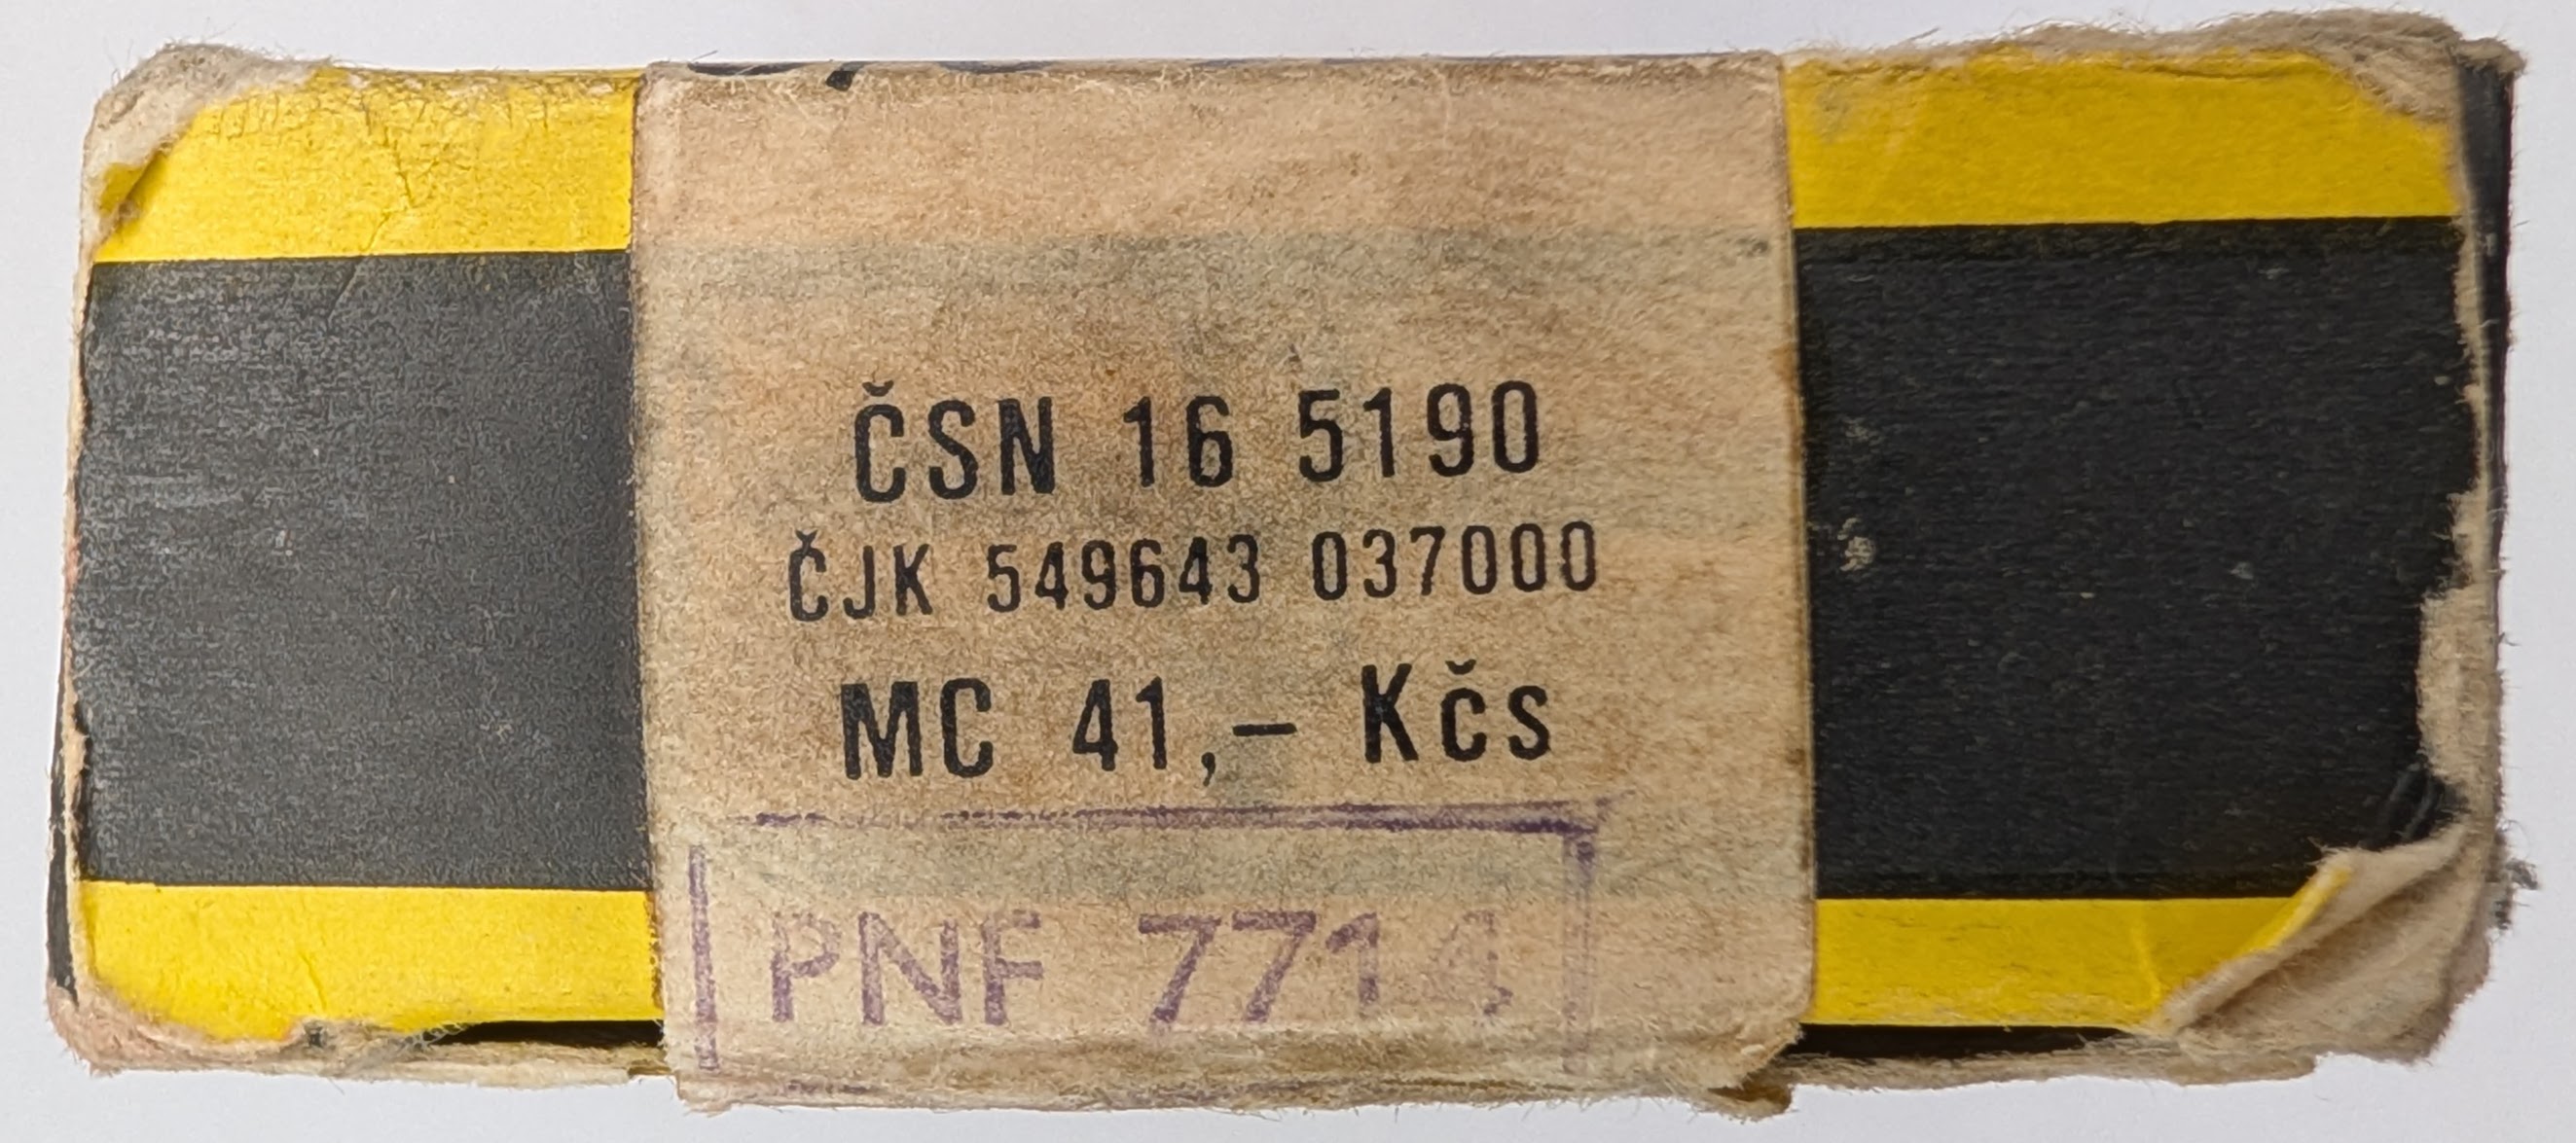 ČSN 16 5190
ČJK 549643 037000
MC 41,– Kčs
PNF 7714